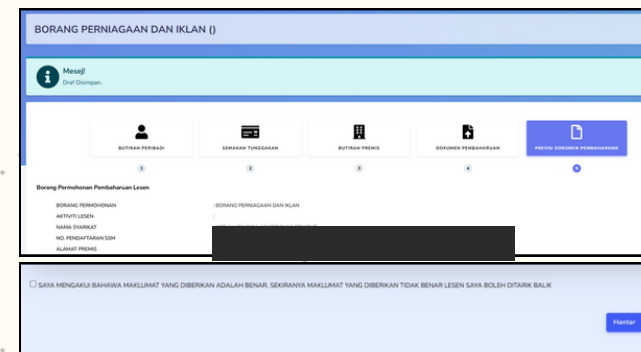 BORANG PERNIAGAAN DAN IKLAN ()
Mesej!
Draf Disimpan.
BUTIRAN PERIBADI
SEMAKAN TUNGGAKAN
BUTIRAN PREMIS
DOKUMEN PEMBAHARUAN
PREVIU DOKUMEN PEMBAHARUAN
1
2
3
4
5
Borang Permohonan Pembaharuan Lesen
BORANG PERMOHONAN : BORANG PERNIAGAAN DAN IKLAN
AKTIVITI LESEN :
NAMA SYARIKAT
NO. PENDAFTARAN SSM
ALAMAT PREMIS
SAYA MENGAKUI BAHAWA MAKLUMAT YANG DIBERIKAN ADALAH BENAR, SEKIRANYA MAKLUMAT YANG DIBERIKAN TIDAK BENAR LESEN SAYA BOLEH DITARIK BALIK
Hantar